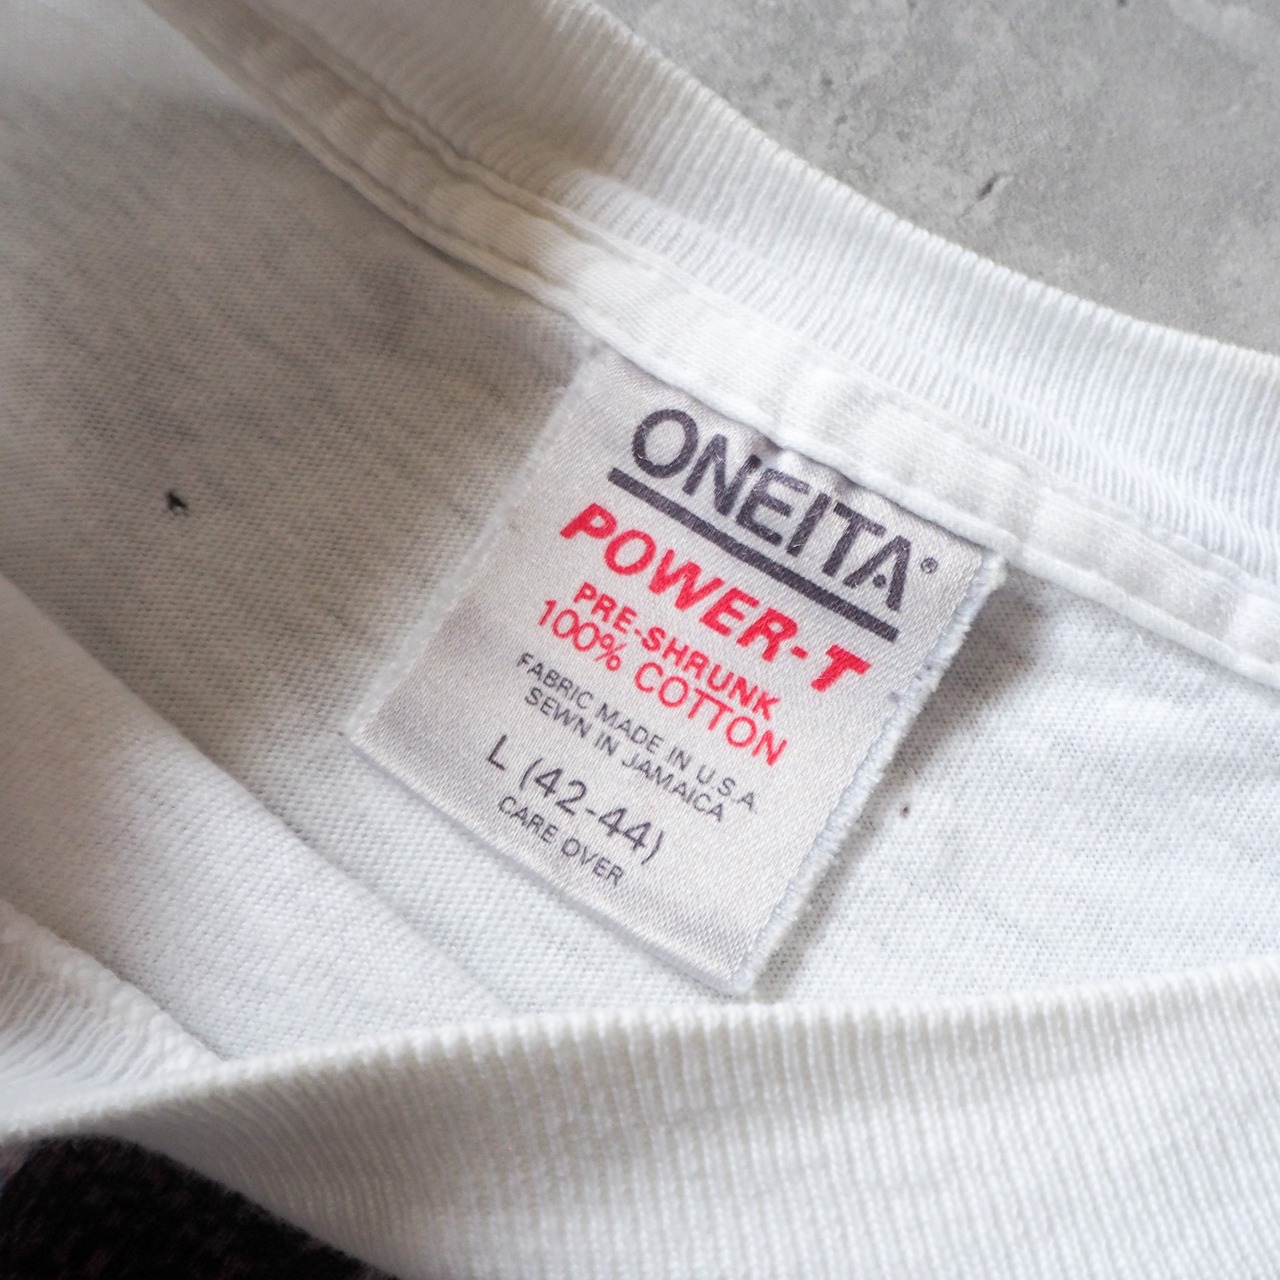 ONEITA®
POWER-T
PRE-SHRUNK
100% COTTON
FABRIC MADE IN U.S.A.
SEWN IN JAMAICA
L (42-44)
CARE OVER